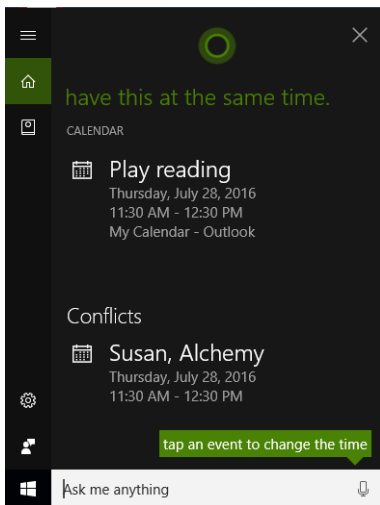 have this at the same time.
CALENDAR
Play reading
Thursday, July 28, 2016
11:30 AM - 12:30 PM
My Calendar - Outlook
Conflicts
Susan, Alchemy
Thursday, July 28, 2016
11:30 AM - 12:30 PM
tap an event to change the time
Ask me anything